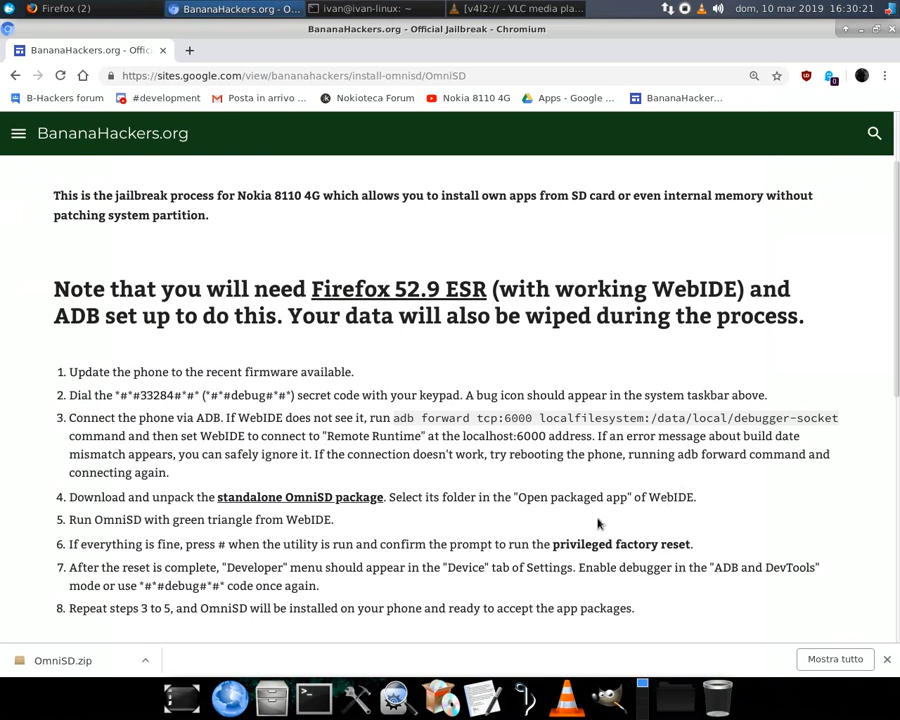 Firefox (2)
BananaHackers.org - O...
ivan@ivan-linux: ~
[v4l2:// - VLC media pla...
dom, 10 mar 2019
16:30:21
BananaHackers.org - Official Jailbreak - Chromium
BananaHackers.org - Offic
https://sites.google.com/view/bananahackers/install-omnisd/OmniSD
B-Hackers forum
#development
Posta in arrivo ...
Nokioteca Forum
Nokia 8110 4G
Apps - Google ...
BananaHacker...
BananaHackers.org
This is the jailbreak process for Nokia 8110 4G which allows you to install own apps from SD card or even internal memory without
patching system partition.
Note that you will need Firefox 52.9 ESR (with working WebIDE) and
ADB set up to do this. Your data will also be wiped during the process.
1. Update the phone to the recent firmware available.
2. Dial the *#*#33284#*#* (*#*#debug#*#*) secret code with your keypad. A bug icon should appear in the system taskbar above.
3. Connect the phone via ADB. If WebIDE does not see it, run adb forward tcp:6000 localfilesystem:/data/local/debugger-socket
command and then set WebIDE to connect to "Remote Runtime" at the localhost:6000 address. If an error message about build date
mismatch appears, you can safely ignore it. If the connection doesn't work, try rebooting the phone, running adb forward command and
connecting again.
4. Download and unpack the standalone OmniSD package. Select its folder in the "Open packaged app" of WebIDE.
5. Run OmniSD with green triangle from WebIDE.
6. If everything is fine, press # when the utility is run and confirm the prompt to run the privileged factory reset.
7. After the reset is complete, "Developer" menu should appear in the "Device" tab of Settings. Enable debugger in the "ADB and DevTools"
mode or use *#*#debug#*#* code once again.
8. Repeat steps 3 to 5, and OmniSD will be installed on your phone and ready to accept the app packages.
OmniSD.zip
Mostra tutto